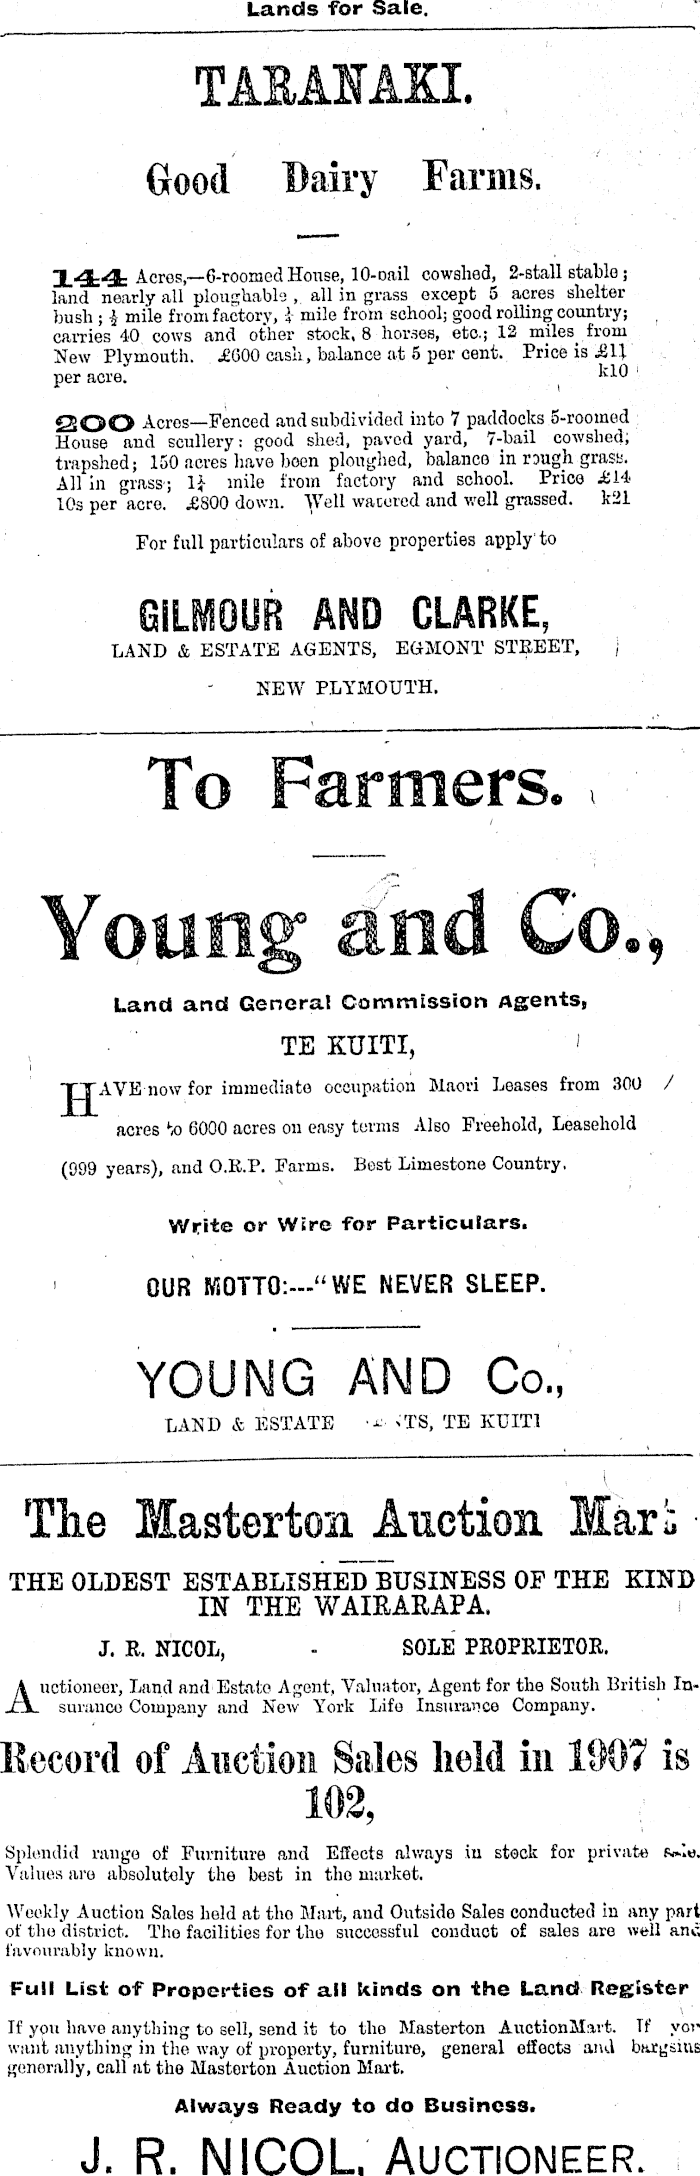 Lands for Sale.
TARANAKI.
Good Dairy Farms.
144 Acres,—6-roomed House, 10-bail cowshed, 2-stall stable;
land nearly all ploughable, all in grass except 5 acres shelter
bush; ½ mile from factory, ¼ mile from school; good rolling country;
carries 40 cows and other stock, 8 horses, etc.; 12 miles from
New Plymouth. £600 cash, balance at 5 per cent. Price is £11
per acre. k10
200 Acres—Fenced and subdivided into 7 paddocks 5-roomed
House and scullery: good shed, paved yard, 7-bail cowshed;
trapshed; 150 acres have been ploughed, balance in rough grass.
All in grass; 1¼ mile from factory and school. Price £14
10s per acre. £800 down. Well watered and well grassed. k21
For full particulars of above properties apply to
GILMOUR AND CLARKE,
LAND & ESTATE AGENTS, EGMONT STREET,
NEW PLYMOUTH.
To Farmers.
Young and Co.,
Land and General Commission Agents,
TE KUITI,
HAVE now for immediate occupation Maori Leases from 300
acres to 6000 acres on easy terms Also Freehold, Leasehold
(999 years), and O.R.P. Farms. Best Limestone Country.
Write or Wire for Particulars.
OUR MOTTO:---"WE NEVER SLEEP.
YOUNG AND Co.,
LAND & ESTATE TE KUITI
The Masterton Auction Mart
THE OLDEST ESTABLISHED BUSINESS OF THE KIND
IN THE WAIRARAPA.
J. R. NICOL, - SOLE PROPRIETOR.
Auctioneer, Land and Estate Agent, Valuator, Agent for the South British In-
surance Company and New York Life Insurance Company.
Record of Auction Sales held in 1907 is
102,
Splendid range of Furniture and Effects always in stock for private sale.
Values are absolutely the best in the market.
Weekly Auction Sales held at the Mart, and Outside Sales conducted in any part
of the district. The facilities for the successful conduct of sales are well and
favourably known.
Full List of Properties of all kinds on the Land Register
If you have anything to sell, send it to the Masterton AuctionMart. If you
want anything in the way of property, furniture, general effects and bargains
generally, call at the Masterton Auction Mart.
Always Ready to do Business.
J. R. NICOL, AUCTIONEER.